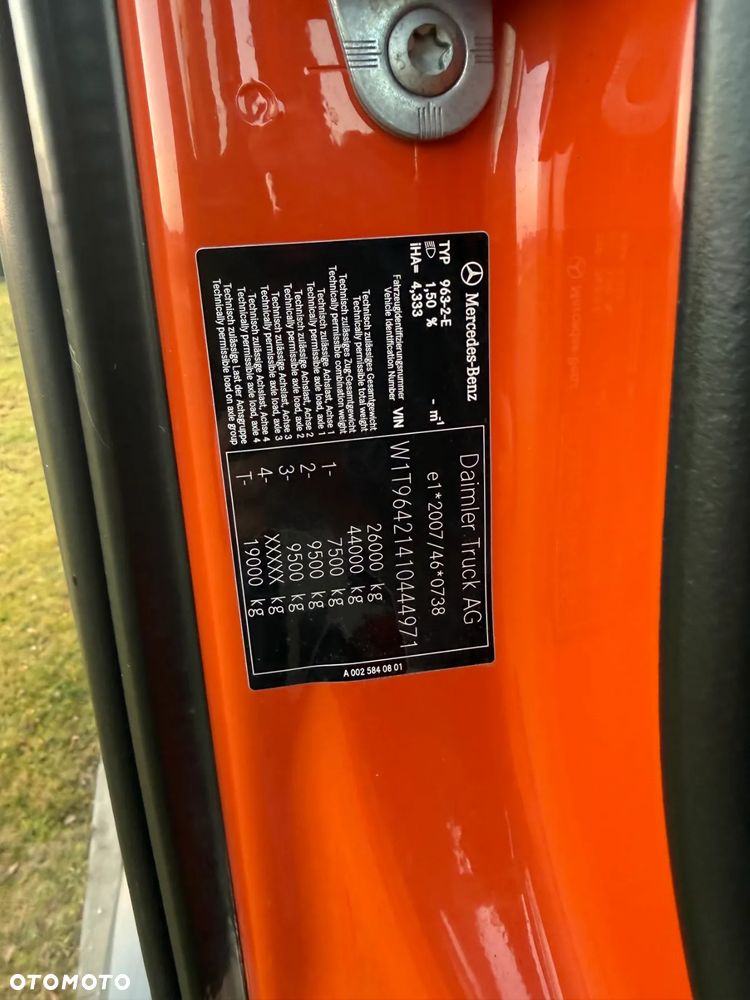 Mercedes-Benz
Daimler Truck AG
TYP 963-2-E
1,50 % - m-1
e1*2007/46*0738
iHA= 4,333
Fahrzeugidentifizierungsnummer
Vehicle Identification Number VIN W1T96421410444971
Technisch zulässiges Gesamtgewicht
Technically permissible total weight 26000 kg
Technisch zulässiges Zug-Gesamtgewicht
Technically permissible combination weight 44000 kg
Technisch zulässige Achslast, Achse 1
Technically permissible axle load, axle 1 1- 7500 kg
Technisch zulässige Achslast, Achse 2
Technically permissible axle load, axle 2 2- 9500 kg
Technisch zulässige Achslast, Achse 3
Technically permissible axle load, axle 3 3- 9500 kg
Technisch zulässige Achslast, Achse 4
Technically permissible axle load, axle 4 4- XXXXX kg
Technisch zulässige Last der Achsgruppe
Technically permissible load on axle group T- 19000 kg
A 002 584 08 01
OTOMOTO